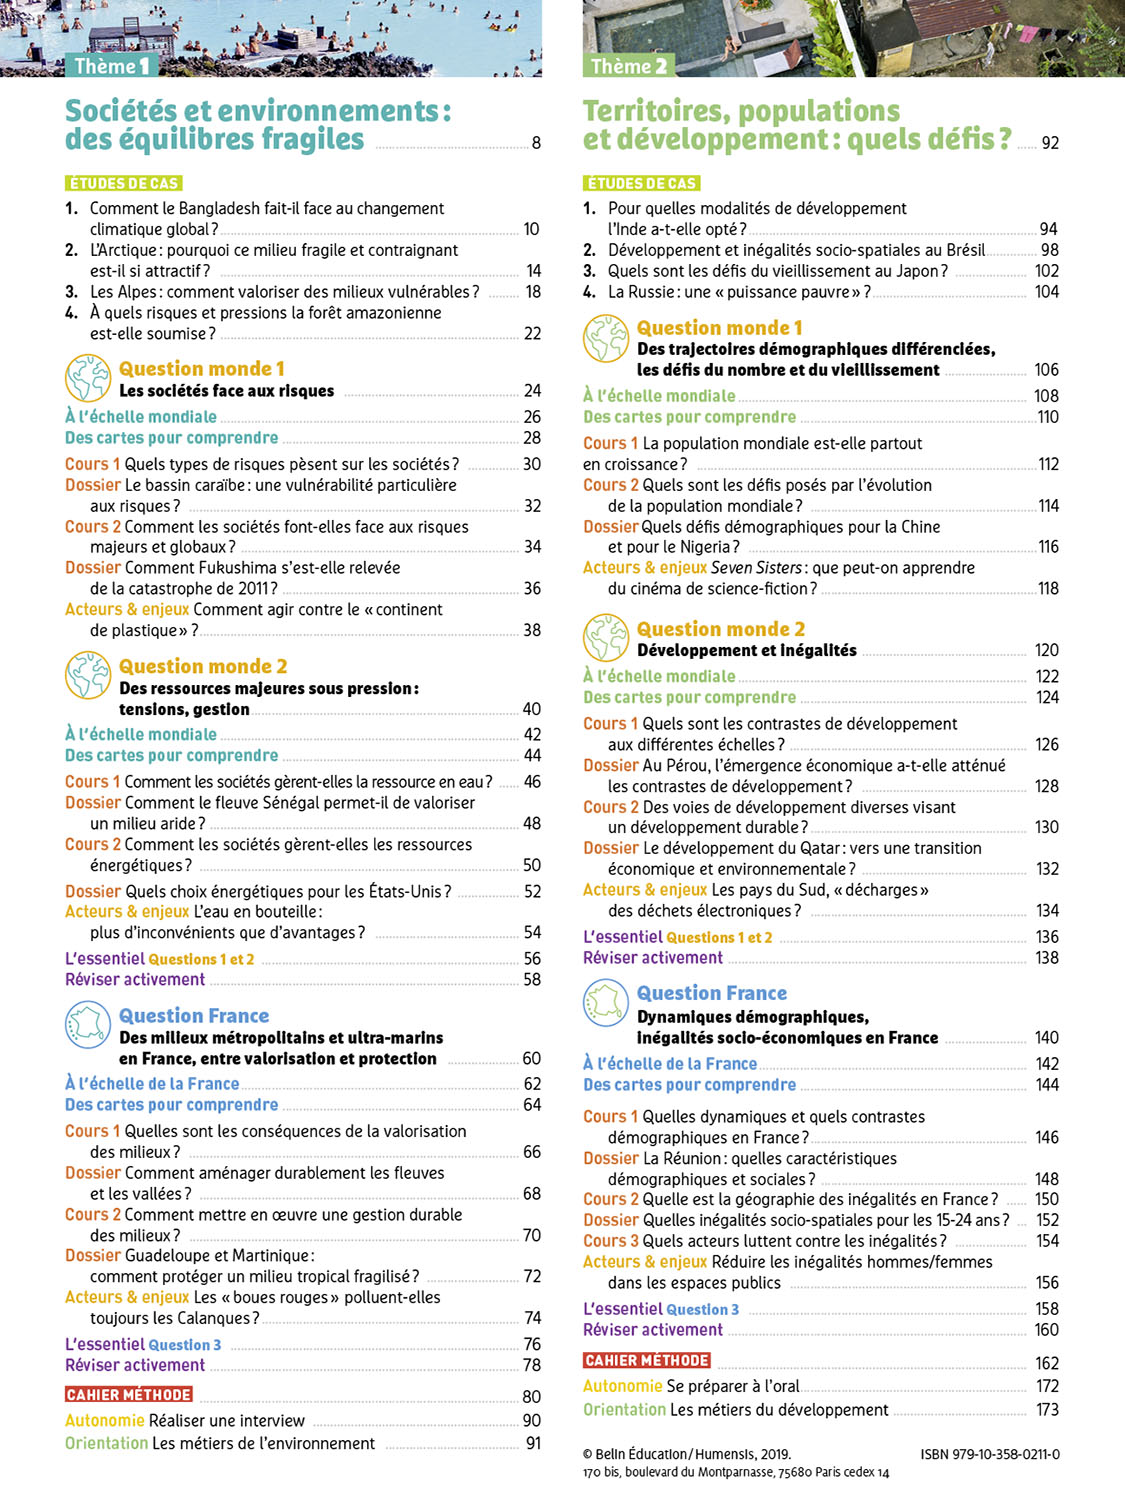 Thème 1
Sociétés et environnements :
des équilibres fragiles 8
ÉTUDES DE CAS
1. Comment le Bangladesh fait-il face au changement
climatique global ? 10
2. L'Arctique : pourquoi ce milieu fragile et contraignant
est-il si attractif ? 14
3. Les Alpes : comment valoriser des milieux vulnérables ? 18
4. À quels risques et pressions la forêt amazonienne
est-elle soumise ? 22
Question monde 1
Les sociétés face aux risques 24
À l'échelle mondiale 26
Des cartes pour comprendre 28
Cours 1 Quels types de risques pèsent sur les sociétés ? 30
Dossier Le bassin caraïbe : une vulnérabilité particulière
aux risques ? 32
Cours 2 Comment les sociétés font-elles face aux risques
majeurs et globaux ? 34
Dossier Comment Fukushima s'est-elle relevée
de la catastrophe de 2011 ? 36
Acteurs & enjeux Comment agir contre le « continent
de plastique » ? 38
Question monde 2
Des ressources majeures sous pression :
tensions, gestion 40
À l'échelle mondiale 42
Des cartes pour comprendre 44
Cours 1 Comment les sociétés gèrent-elles la ressource en eau ? 46
Dossier Comment le fleuve Sénégal permet-il de valoriser
un milieu aride ? 48
Cours 2 Comment les sociétés gèrent-elles les ressources
énergétiques ? 50
Dossier Quels choix énergétiques pour les États-Unis ? 52
Acteurs & enjeux L'eau en bouteille :
plus d'inconvénients que d'avantages ? 54
L'essentiel Questions 1 et 2 56
Réviser activement 58
Question France
Des milieux métropolitains et ultra-marins
en France, entre valorisation et protection 60
À l'échelle de la France 62
Des cartes pour comprendre 64
Cours 1 Quelles sont les conséquences de la valorisation
des milieux ? 66
Dossier Comment aménager durablement les fleuves
et les vallées ? 68
Cours 2 Comment mettre en œuvre une gestion durable
des milieux ? 70
Dossier Guadeloupe et Martinique :
comment protéger un milieu tropical fragilisé ? 72
Acteurs & enjeux Les « boues rouges » polluent-elles
toujours les Calanques ? 74
L'essentiel Question 3 76
Réviser activement 78
CAHIER MÉTHODE 80
Autonomie Réaliser une interview 90
Orientation Les métiers de l'environnement 91
Thème 2
Territoires, populations
et développement : quels défis ? 92
ÉTUDES DE CAS
1. Pour quelles modalités de développement
l'Inde a-t-elle opté ? 94
2. Développement et inégalités socio-spatiales au Brésil 98
3. Quels sont les défis du vieillissement au Japon ? 102
4. La Russie : une « puissance pauvre » ? 104
Question monde 1
Des trajectoires démographiques différenciées,
les défis du nombre et du vieillissement 106
À l'échelle mondiale 108
Des cartes pour comprendre 110
Cours 1 La population mondiale est-elle partout
en croissance ? 112
Cours 2 Quels sont les défis posés par l'évolution
de la population mondiale ? 114
Dossier Quels défis démographiques pour la Chine
et pour le Nigeria ? 116
Acteurs & enjeux Seven Sisters : que peut-on apprendre
du cinéma de science-fiction ? 118
Question monde 2
Développement et inégalités 120
À l'échelle mondiale 122
Des cartes pour comprendre 124
Cours 1 Quels sont les contrastes de développement
aux différentes échelles ? 126
Dossier Au Pérou, l'émergence économique a-t-elle atténué
les contrastes de développement ? 128
Cours 2 Des voies de développement diverses visant
un développement durable ? 130
Dossier Le développement du Qatar : vers une transition
économique et environnementale ? 132
Acteurs & enjeux Les pays du Sud, « décharges »
des déchets électroniques ? 134
L'essentiel Questions 1 et 2 136
Réviser activement 138
Question France
Dynamiques démographiques,
inégalités socio-économiques en France 140
À l'échelle de la France 142
Des cartes pour comprendre 144
Cours 1 Quelles dynamiques et quels contrastes
démographiques en France ? 146
Dossier La Réunion : quelles caractéristiques
démographiques et sociales ? 148
Cours 2 Quelle est la géographie des inégalités en France ? 150
Dossier Quelles inégalités socio-spatiales pour les 15-24 ans ? 152
Cours 3 Quels acteurs luttent contre les inégalités ? 154
Acteurs & enjeux Réduire les inégalités hommes/femmes
dans les espaces publics 156
L'essentiel Question 3 158
Réviser activement 160
CAHIER MÉTHODE 162
Autonomie Se préparer à l'oral 172
Orientation Les métiers du développement 173
© Belin Éducation / Humensis, 2019. ISBN 979-10-358-0211-0
170 bis, boulevard du Montparnasse, 75680 Paris cedex 14